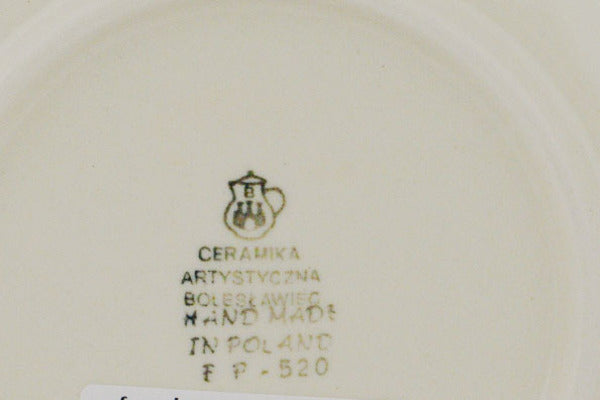 B
CERAMIKA
ARTYSTYCZNA
BOLESŁAWIEC
HAND MADE
IN POLAND
F P - 520